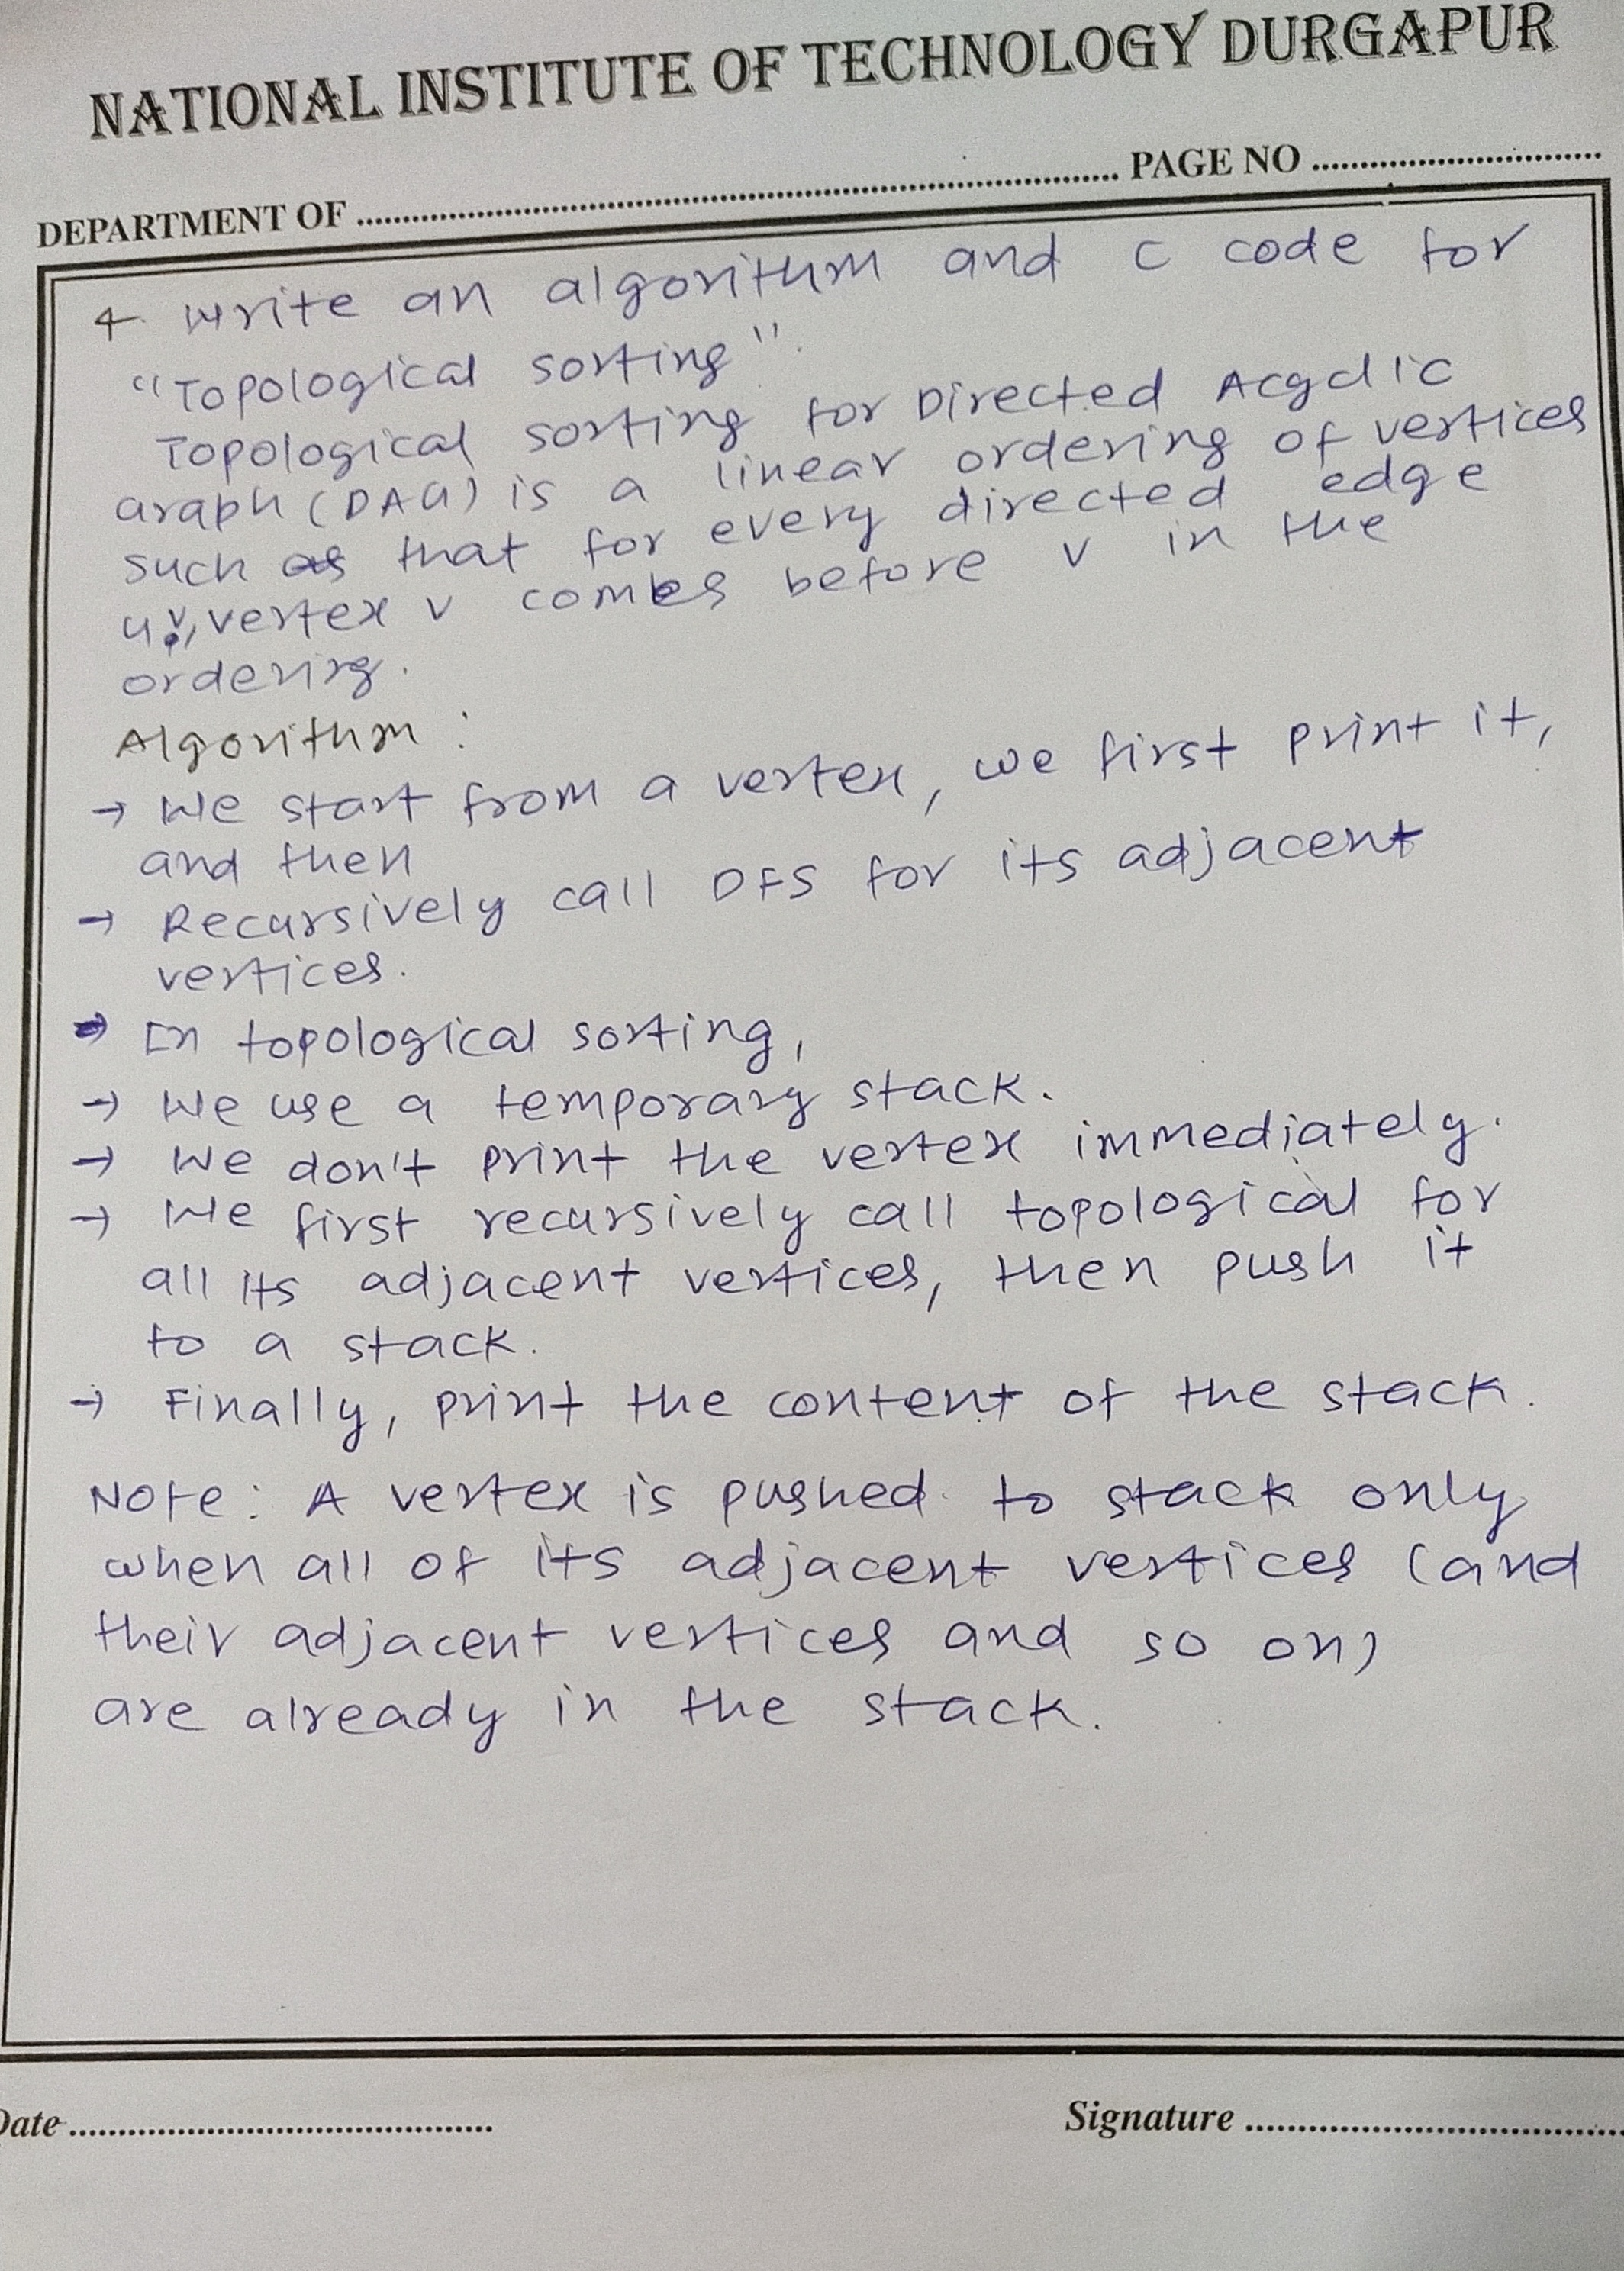 NATIONAL INSTITUTE OF TECHNOLOGY DURGAPUR
DEPARTMENT OF ........................ PAGE NO ............
4. Write an algorithm and C code for
"Topological sorting".
Topological sorting for Directed Acyclic
Graph (DAG) is a linear ordering of vertices
such that for every directed edge
uv, vertex v comes before v in the
ordering.
Algorithm :
→ We start from a vertex, we first print it,
and then
→ Recursively call DFS for its adjacent
vertices.
→ In topological sorting,
→ We use a temporary stack.
→ We don't print the vertex immediately.
→ We first recursively call topological for
all its adjacent vertices, then push it
to a stack.
→ Finally, print the content of the stack.
Note: A vertex is pushed to stack only
when all of its adjacent vertices (and
their adjacent vertices and so on)
are already in the stack.
Date ........................ Signature ........................